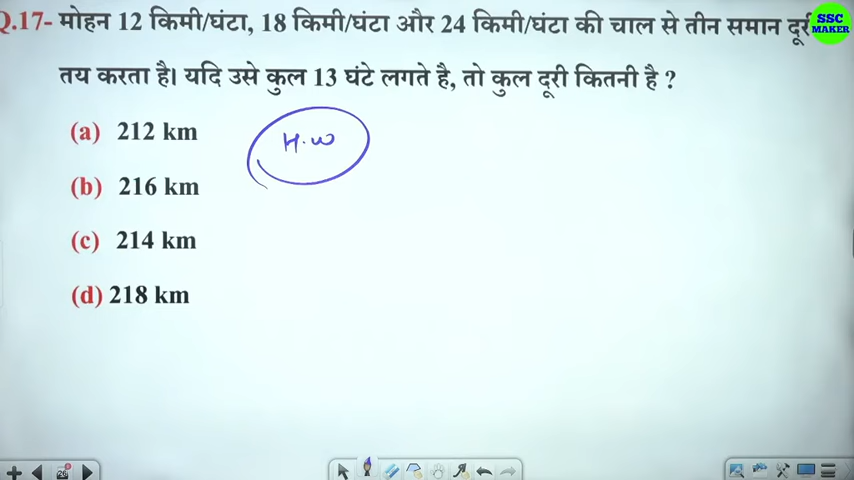 Q.17- मोहन 12 किमी/घंटा, 18 किमी/घंटा और 24 किमी/घंटा की चाल से तीन समान
तय करता है। यदि उसे कुल 13 घंटे लगते है, तो कुल दूरी कितनी है ?
(a) 212 km
(b) 216 km
(c) 214 km
(d) 218 km
H.W
SSC
MAKER